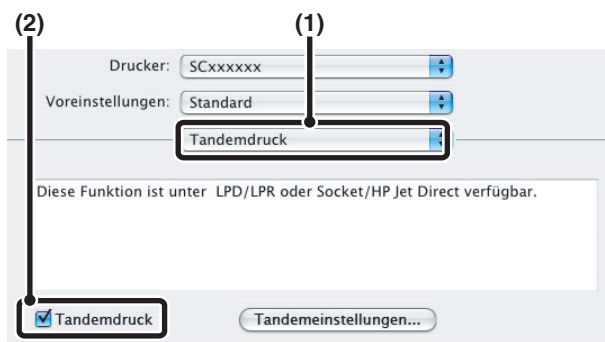 (2) (1)
Drucker: SCxxxxxx
Voreinstellungen: Standard
Tandemdruck
Diese Funktion ist unter LPD/LPR oder Socket/HP Jet Direct verfügbar.
Tandemdruck Tandemeinstellungen...